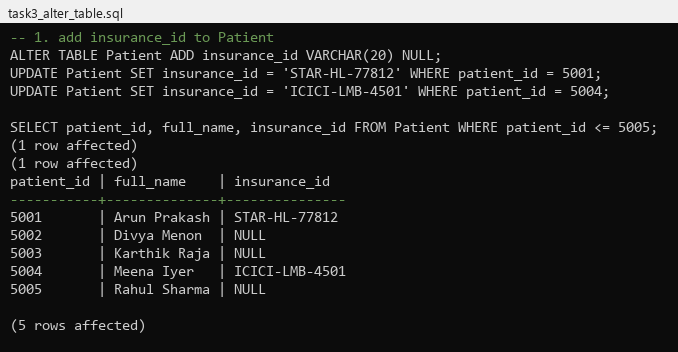 task3_alter_table.sql
-- 1. add insurance_id to Patient
ALTER TABLE Patient ADD insurance_id VARCHAR(20) NULL;
UPDATE Patient SET insurance_id = 'STAR-HL-77812' WHERE patient_id = 5001;
UPDATE Patient SET insurance_id = 'ICICI-LMB-4501' WHERE patient_id = 5004;

SELECT patient_id, full_name, insurance_id FROM Patient WHERE patient_id <= 5005;
(1 row affected)
(1 row affected)
patient_id | full_name    | insurance_id
-----------+--------------+---------------
5001       | Arun Prakash | STAR-HL-77812
5002       | Divya Menon  | NULL
5003       | Karthik Raja | NULL
5004       | Meena Iyer   | ICICI-LMB-4501
5005       | Rahul Sharma | NULL

(5 rows affected)